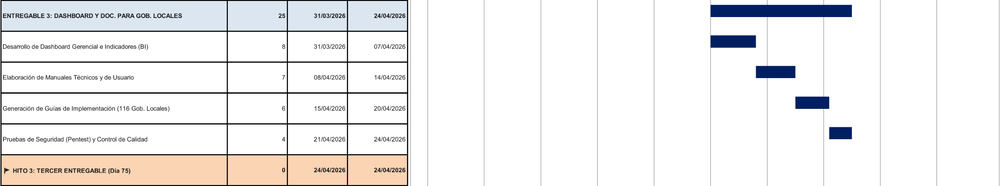 ENTREGABLE 3: DASHBOARD Y DOC. PARA GOB. LOCALES 25 31/03/2026 24/04/2026
Desarrollo de Dashboard Gerencial e Indicadores (BI) 8 31/03/2026 07/04/2026
Elaboración de Manuales Técnicos y de Usuario 7 08/04/2026 14/04/2026
Generación de Guías de Implementación (116 Gob. Locales) 6 15/04/2026 20/04/2026
Pruebas de Seguridad (Pentest) y Control de Calidad 4 21/04/2026 24/04/2026
HITO 3: TERCER ENTREGABLE (Día 75) 0 24/04/2026 24/04/2026